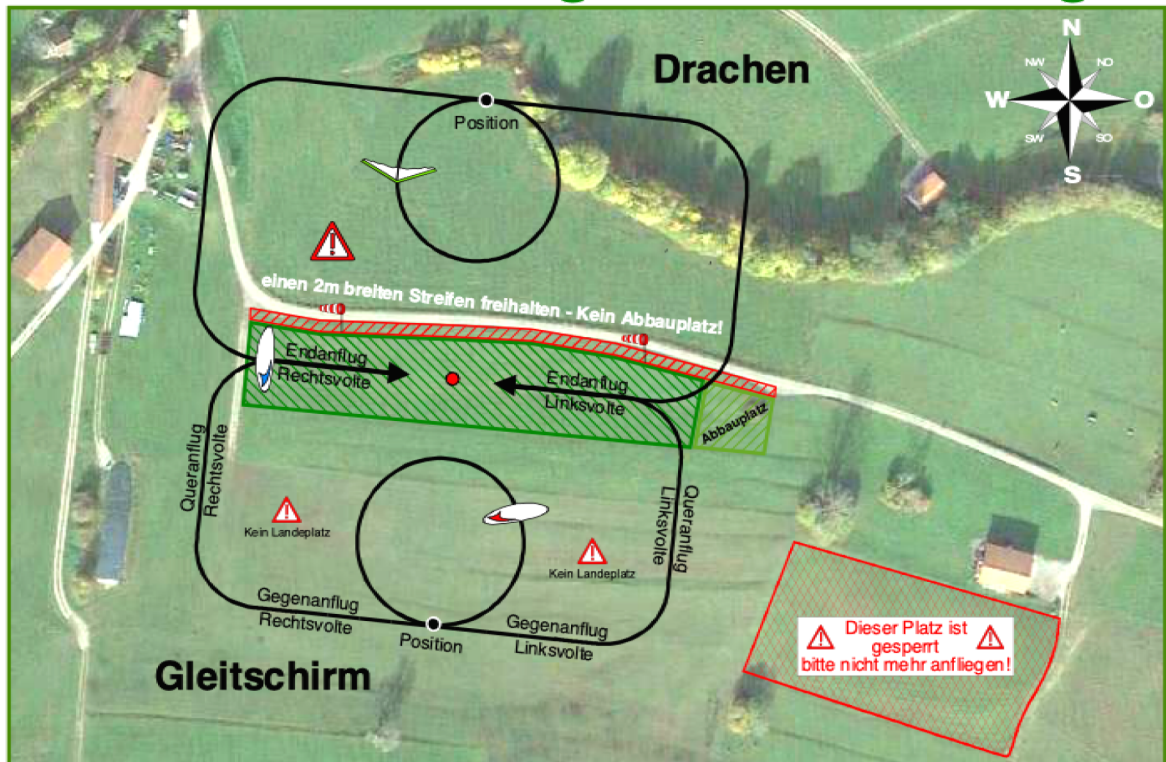 Drachen
N
NW
NO
W
O
SW
SO
S
Position
einen 2m breiten Streifen freihalten - Kein Abbauplatz!
Endanflug
Rechtsvolte
Endanflug
Linksvolte
Abbauplatz
Queranflug
Rechtsvolte
Queranflug
Linksvolte
Kein Landeplatz
Kein Landeplatz
Gegenanflug
Rechtsvolte
Position
Gegenanflug
Linksvolte
Gleitschirm
Dieser Platz ist
gesperrt
bitte nicht mehr anfliegen!